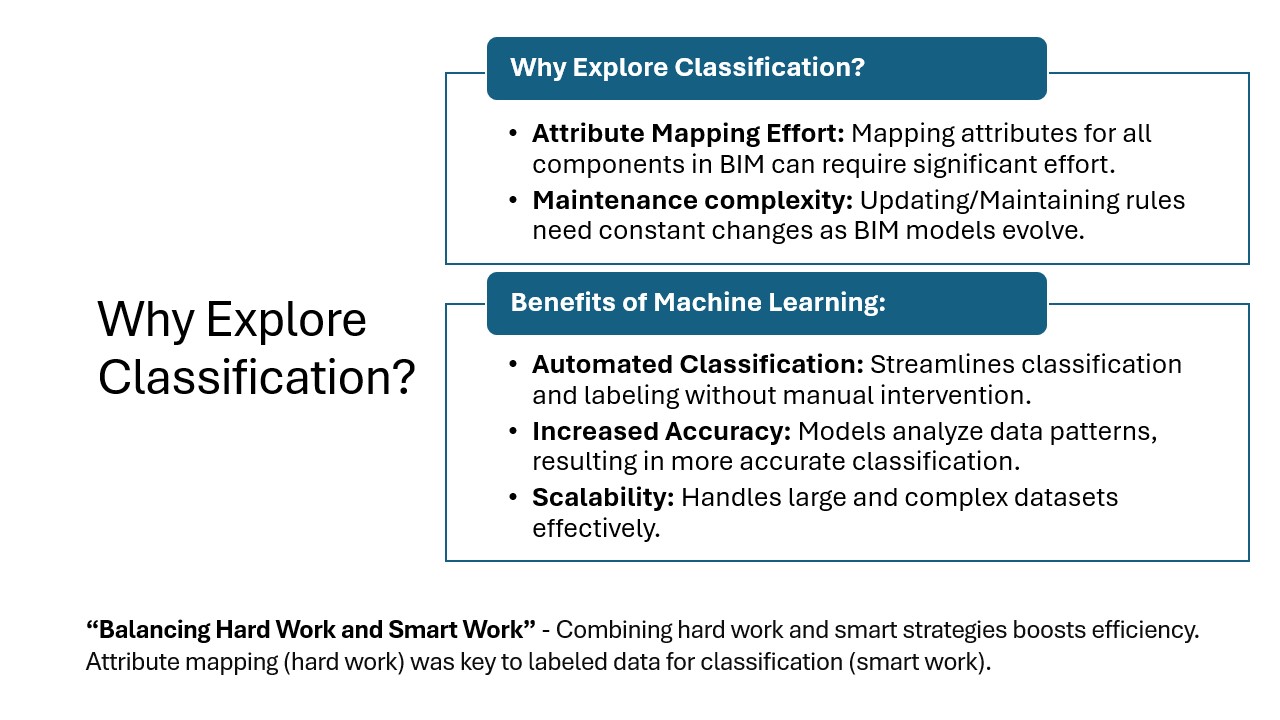 Why Explore
Classification?
Why Explore Classification?
• Attribute Mapping Effort: Mapping attributes for all
components in BIM can require significant effort.
• Maintenance complexity: Updating/Maintaining rules
need constant changes as BIM models evolve.
Benefits of Machine Learning:
• Automated Classification: Streamlines classification
and labeling without manual intervention.
• Increased Accuracy: Models analyze data patterns,
resulting in more accurate classification.
• Scalability: Handles large and complex datasets
effectively.
“Balancing Hard Work and Smart Work” - Combining hard work and smart strategies boosts efficiency.
Attribute mapping (hard work) was key to labeled data for classification (smart work).